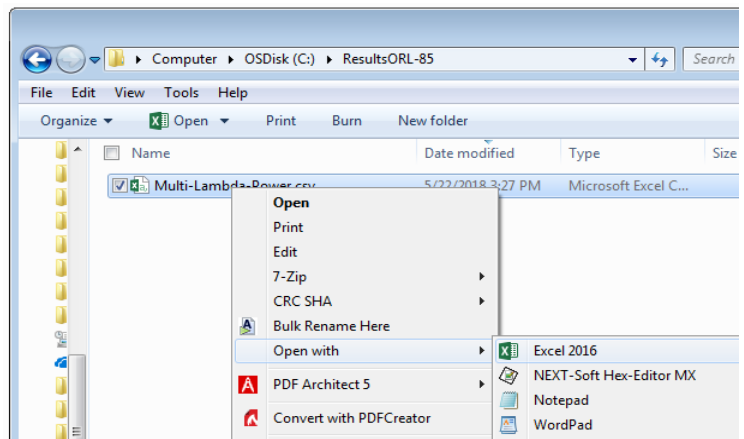 Computer OSDisk (C:) ResultsORL-85 Search
File Edit View Tools Help
Organize Open Print Burn New folder
Name Date modified Type Size
Multi-Lambda-Power.csv 5/22/2018 3:27 PM Microsoft Excel C...
Open
Print
Edit
7-Zip
CRC SHA
Bulk Rename Here
Open with
PDF Architect 5
Convert with PDFCreator
Excel 2016
NEXT-Soft Hex-Editor MX
Notepad
WordPad